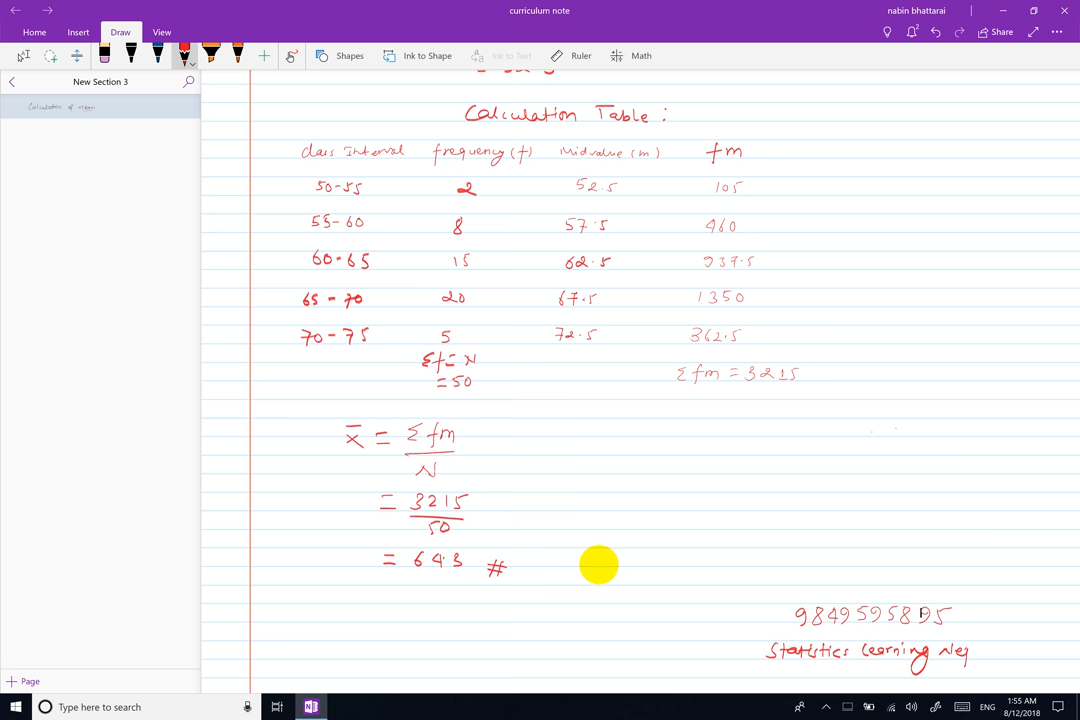 curriculum note
nabin bhattarai
Home Insert Draw View
Share
Shapes Ink to Shape Ink to Text Ruler Math
New Section 3
Calculation of mean
Calculation Table :
class Interval frequency (f) Midvalue (m) fm
50-55 2 52.5 105
55-60 8 57.5 460
60-65 15 62.5 937.5
65-70 20 67.5 1350
70-75 5 72.5 362.5
Σf = N
= 50
Σfm = 3215
x̄ = Σfm
N
= 3215
50
= 64.3 #
9849595895
Statistics Learning Nep
+ Page
Type here to search
ENG
1:55 AM
8/12/2018